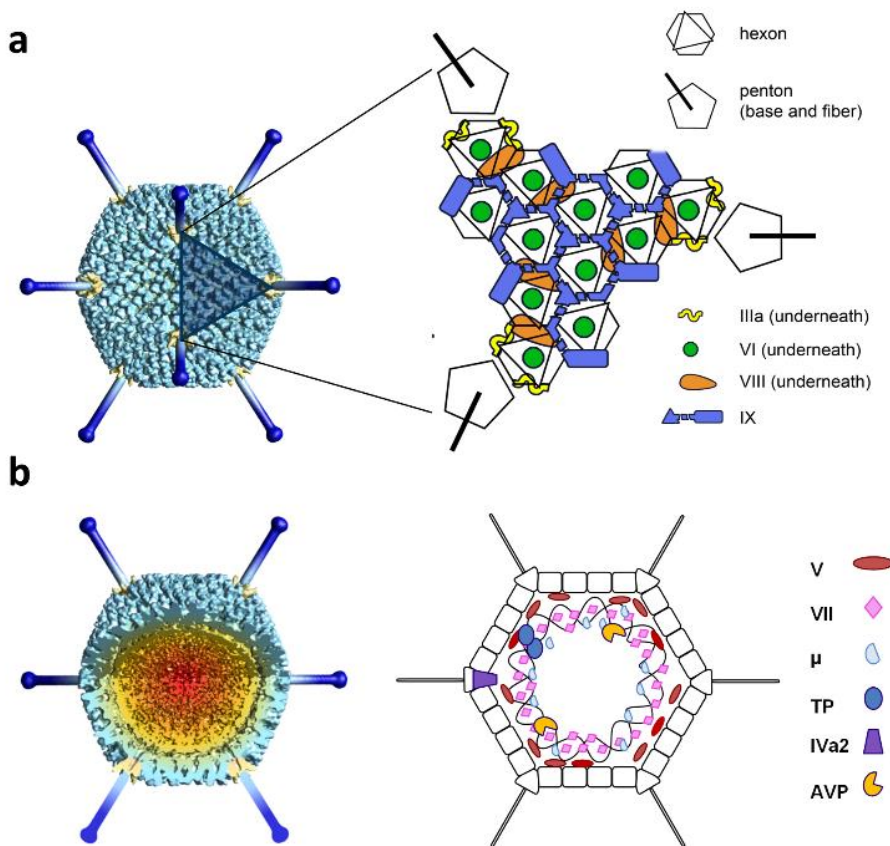 a
hexon
penton
(base and fiber)
IIIa (underneath)
VI (underneath)
VIII (underneath)
IX
b
V
VII
µ
TP
IVa2
AVP